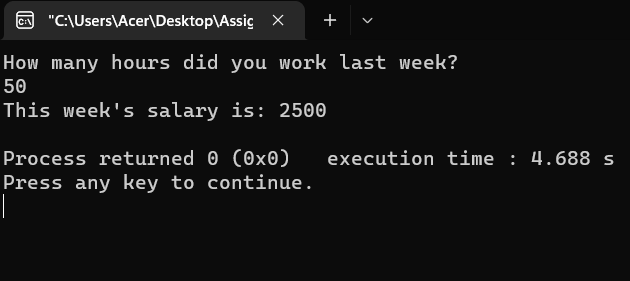 "C:\Users\Acer\Desktop\Assig
How many hours did you work last week?
50
This week's salary is: 2500
Process returned 0 (0x0)   execution time : 4.688 s
Press any key to continue.